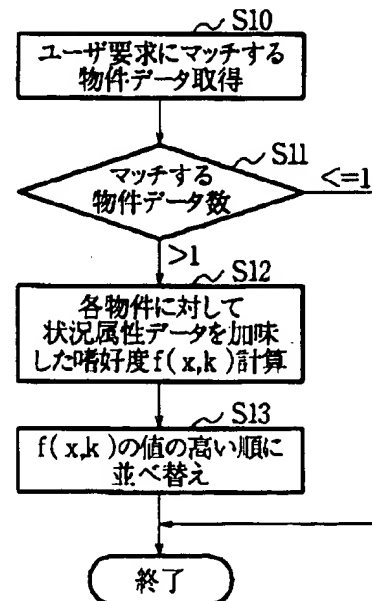 S10
ユーザ要求にマッチする
物件データ取得
S11
マッチする
物件データ数
<=1
>1
S12
各物件に対して
状況属性データを加味
した嗜好度f(x,k)計算
S13
f(x,k)の値の高い順に
並べ替え
終了